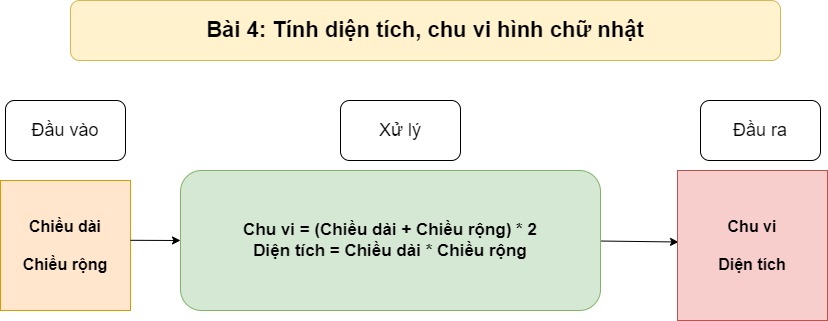 Bài 4: Tính diện tích, chu vi hình chữ nhật
Đầu vào
Xử lý
Đầu ra
Chiều dài
Chiều rộng
Chu vi = (Chiều dài + Chiều rộng) * 2
Diện tích = Chiều dài * Chiều rộng
Chu vi
Diện tích